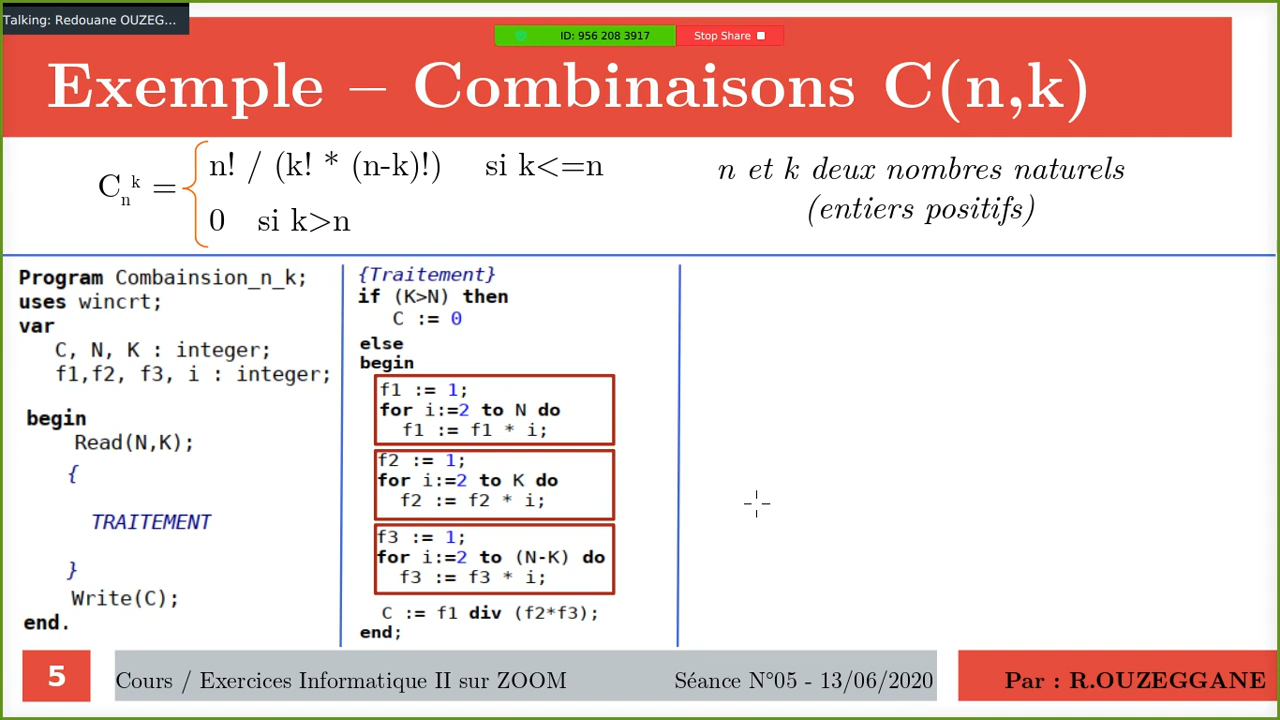 Talking: Redouane OUZEG...
ID: 956 208 3917
Stop Share
Exemple – Combinaisons C(n,k)
C n k = n! / (k! * (n-k)!) si k<=n
0 si k>n
n et k deux nombres naturels
(entiers positifs)
Program Combainsion_n_k;
uses wincrt;
var
C, N, K : integer;
f1,f2, f3, i : integer;
begin
Read(N,K);
{
TRAITEMENT
}
Write(C);
end.
{Traitement}
if (K>N) then
C := 0
else
begin
f1 := 1;
for i:=2 to N do
f1 := f1 * i;
f2 := 1;
for i:=2 to K do
f2 := f2 * i;
f3 := 1;
for i:=2 to (N-K) do
f3 := f3 * i;
C := f1 div (f2*f3);
end;
5
Cours / Exercices Informatique II sur ZOOM
Séance N°05 - 13/06/2020
Par : R.OUZEGGANE